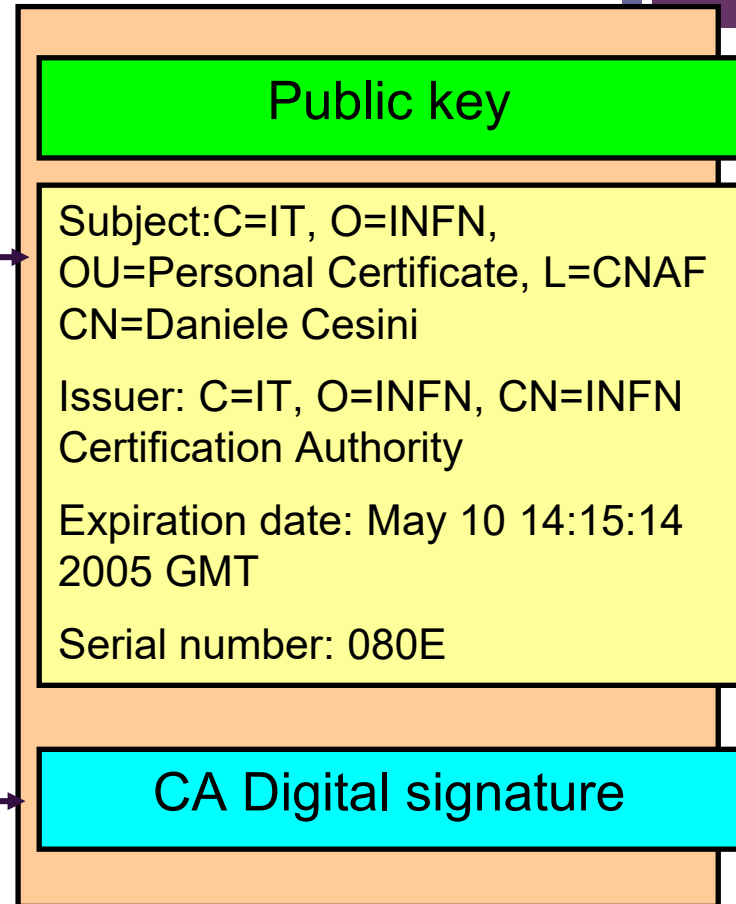 Public key
Subject:C=IT, O=INFN,
OU=Personal Certificate, L=CNAF
CN=Daniele Cesini
Issuer: C=IT, O=INFN, CN=INFN
Certification Authority
Expiration date: May 10 14:15:14
2005 GMT
Serial number: 080E
CA Digital signature